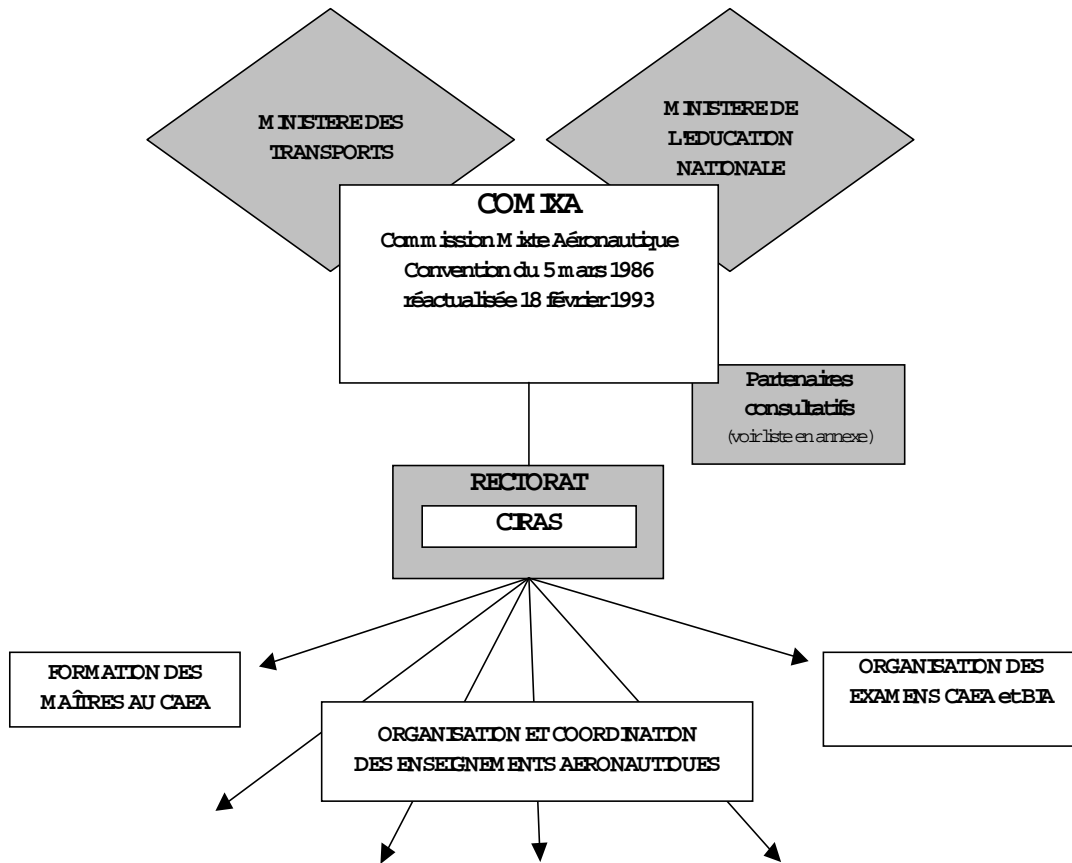 MINISTERE DES
TRANSPORTS
MINISTERE DE
L'EDUCATION
NATIONALE
COMIXA
Commission Mixte Aéronautique
Convention du 5 mars 1986
réactualisée 18 février 1993
Partenaires
consultatifs
(voir liste en annexe)
RECTORAT
CIRAS
FORMATION DES
MAÎTRES AU CAEA
ORGANISATION ET COORDINATION
DES ENSEIGNEMENTS AERONAUTIQUES
ORGANISATION DES
EXAMENS CAEA et BIA